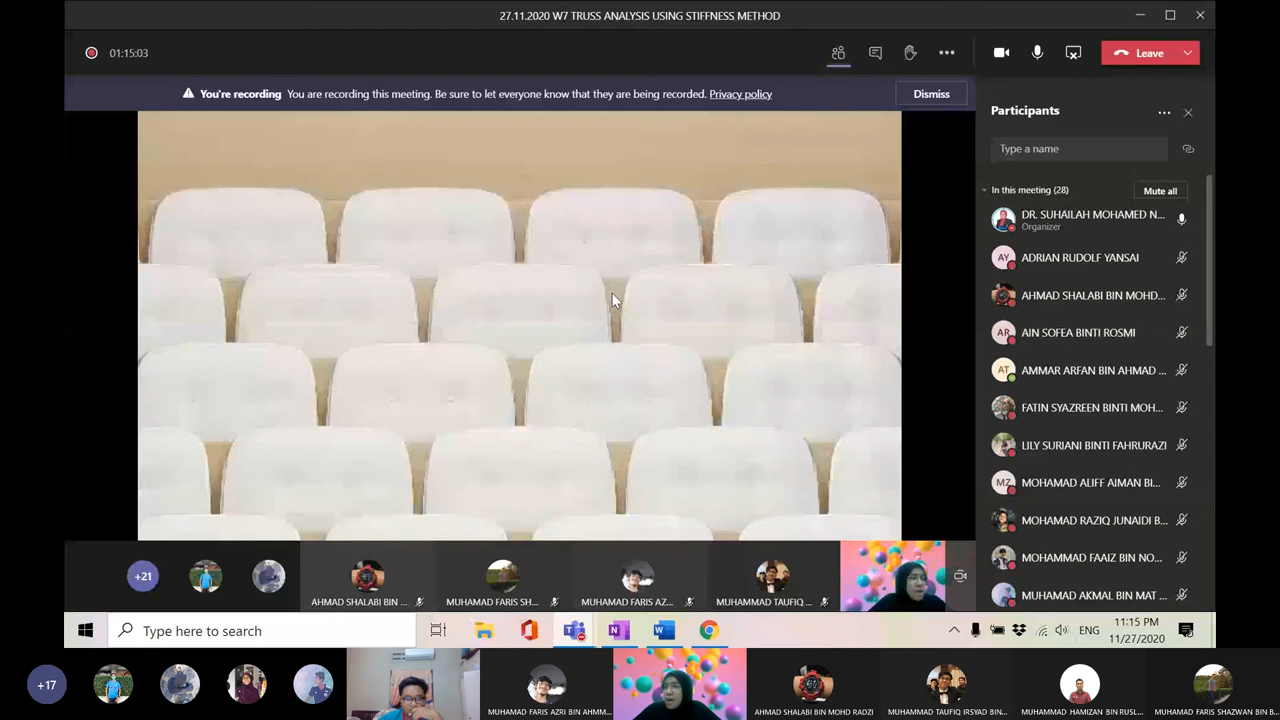 27.11.2020 W7 TRUSS ANALYSIS USING STIFFNESS METHOD
01:15:03
Leave
You're recording You are recording this meeting. Be sure to let everyone know that they are being recorded. Privacy policy
Dismiss
Participants
Type a name
In this meeting (28)
Mute all
DR. SUHAILAH MOHAMED N...
Organizer
AY ADRIAN RUDOLF YANSAI
AHMAD SHALABI BIN MOHD...
AR AIN SOFEA BINTI ROSMI
AT AMMAR ARFAN BIN AHMAD ...
FATIN SYAZREEN BINTI MOH...
LILY SURIANI BINTI FAHRURAZI
MZ MOHAMAD ALIFF AIMAN BI...
MOHAMAD RAZIQ JUNAIDI B...
MOHAMMAD FAAIZ BIN NO...
MUHAMAD AKMAL BIN MAT ...
+21
AHMAD SHALABI BIN ...
MUHAMAD FARIS SH...
MUHAMAD FARIS AZ...
MUHAMMAD TAUFIQ ...
Type here to search
ENG
11:15 PM
11/27/2020
+17
MUHAMAD FARIS AZRI BIN AHMM...
AHMAD SHALABI BIN MOHD RADZI
MUHAMMAD TAUFIQ IRSYAD BIN...
MUHAMMAD HAMIZAN BIN RUSL...
MUHAMAD FARIS SHAZWAN BIN B...